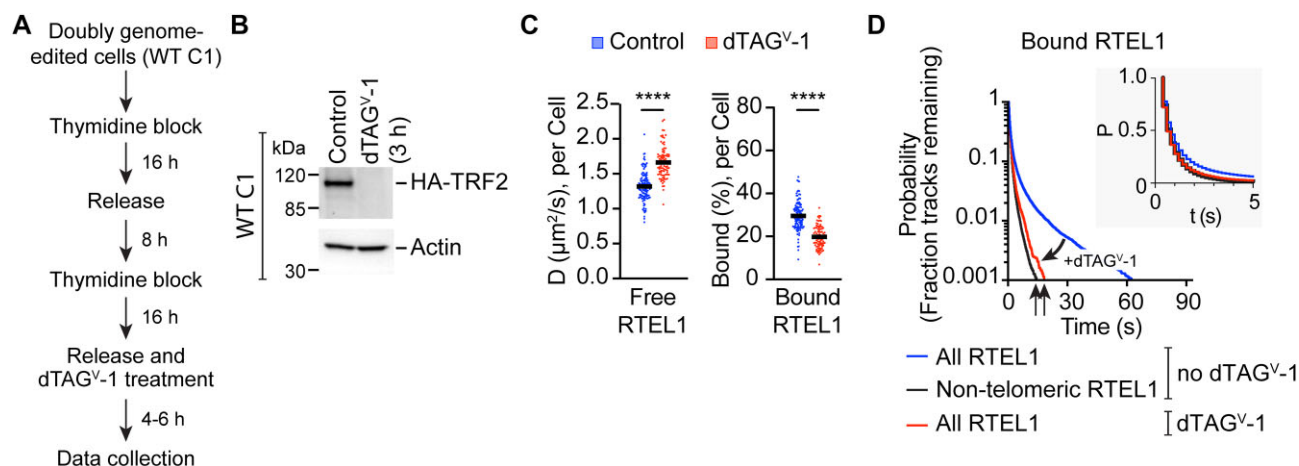 A
Doubly genome-
edited cells (WT C1)
Thymidine block
16 h
Release
8 h
Thymidine block
16 h
Release and
dTAGⱽ-1 treatment
4-6 h
Data collection
B
WT C1
kDa
Control
dTAGⱽ-1
(3 h)
120
85
30
HA-TRF2
Actin
C
Control
dTAGⱽ-1
D (μm²/s), per Cell
2.5
2.0
1.5
1.0
0.5
0
****
Free
RTEL1
Bound (%), per Cell
80
60
40
20
0
****
Bound
RTEL1
D
Bound RTEL1
Probability
(Fraction tracks remaining)
1
0.1
0.01
0.001
0
30
60
90
Time (s)
+dTAGⱽ-1
P
1.0
0.5
0
5
t (s)
All RTEL1
Non-telomeric RTEL1
no dTAGⱽ-1
All RTEL1
dTAGⱽ-1